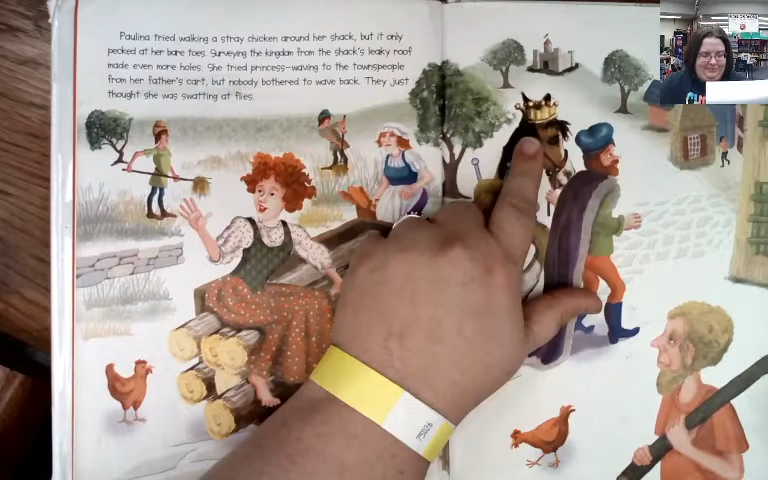 Paulina tried walking a stray chicken around her shack, but it only
pecked at her bare toes. Surveying the kingdom from the shack's leaky roof
made even more holes. She tried princess-waving to the townspeople
from her father's cart, but nobody bothered to wave back. They just
thought she was swatting at flies.
75026